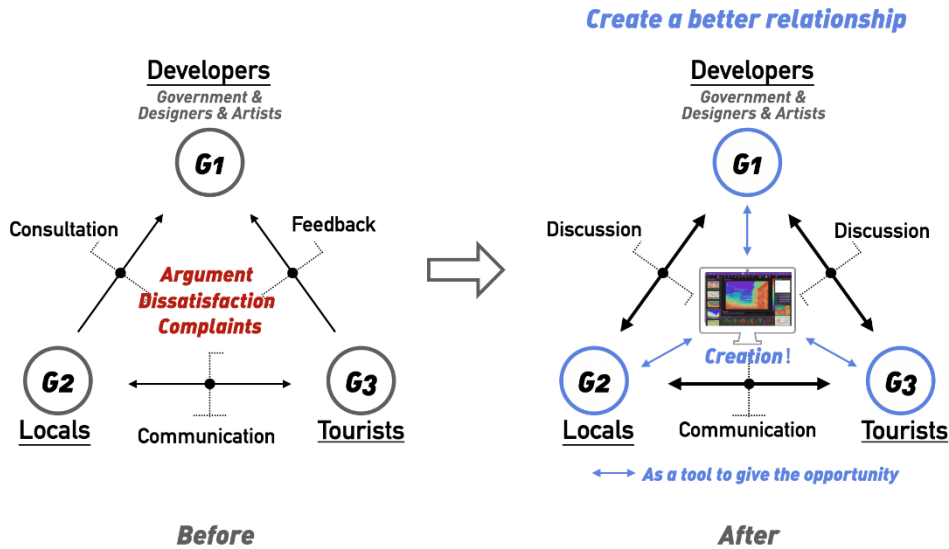 Create a better relationship
Developers
Government &
Designers & Artists
G1
Consultation
Feedback
Argument
Dissatisfaction
Complaints
G2
G3
Locals
Communication
Tourists
Before
Developers
Government &
Designers & Artists
G1
Discussion
Discussion
Creation!
G2
G3
Locals
Communication
Tourists
As a tool to give the opportunity
After